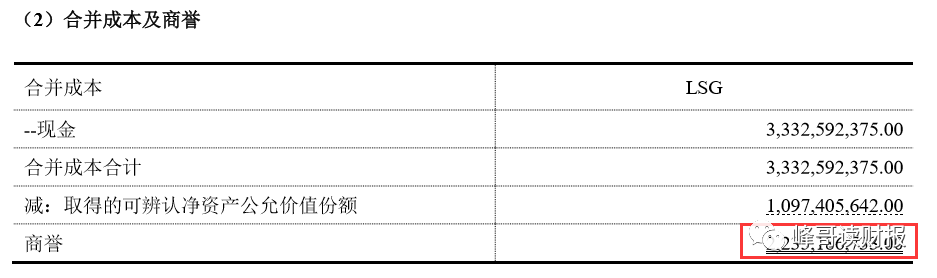 （2）合并成本及商誉
合并成本 LSG
--现金 3,332,592,375.00
合并成本合计 3,332,592,375.00
减：取得的可辨认净资产公允价值份额 1,097,405,642.00
商誉
峰哥读财报